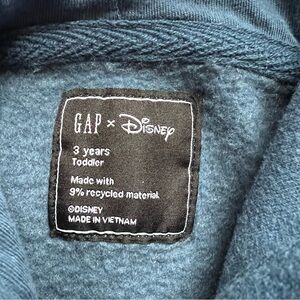 GAP × Disney
3 years
Toddler
Made with
9% recycled material
©DISNEY
MADE IN VIETNAM